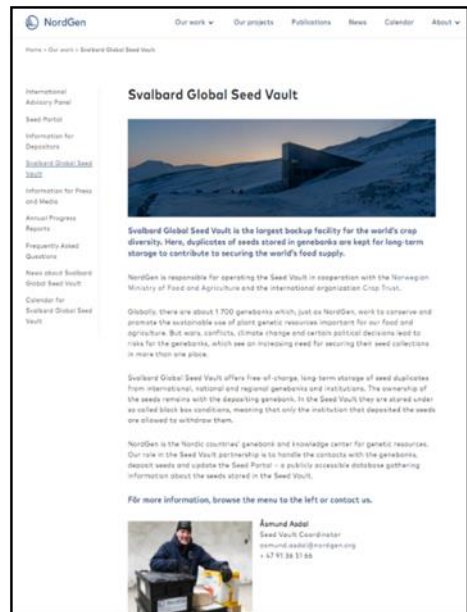 NordGen
Our work
Our projects
Publications
News
Calendar
About
Home > Our work > Svalbard Global Seed Vault
International
Advisory Panel
Seed Portal
Information for
Depositors
Svalbard Global Seed
Vault
Information for Press
and Media
Annual Progress
Reports
Frequently Asked
Questions
News about Svalbard
Global Seed Vault
Calendar for
Svalbard Global Seed
Vault
Svalbard Global Seed Vault
Svalbard Global Seed Vault is the largest backup facility for the world's crop
diversity. Here, duplicates of seeds stored in genebanks are kept for long-term
storage to contribute to securing the world's food supply.
NordGen is responsible for operating the Seed Vault in cooperation with the Norwegian
Ministry of Food and Agriculture and the international organization Crop Trust.
Globally, there are about 1 700 genebanks which, just as NordGen, work to conserve and
promote the sustainable use of plant genetic resources important for our food and
agriculture. But wars, conflicts, climate change and certain political decisions lead to
risks for the genebanks, which see an increasing need for securing their seed collections
in more than one place.
Svalbard Global Seed Vault offers free-of-charge, long-term storage of seed duplicates
from international, national and regional genebanks and institutions. The ownership of
the seeds remains with the depositing genebank. In the Seed Vault they are stored under
so called black box conditions, meaning that only the institution that deposited the seeds
are allowed to withdraw them.
NordGen is the Nordic countries' genebank and knowledge center for genetic resources.
Our role in the Seed Vault partnership is to handle the contacts with the genebanks,
deposit seeds and update the Seed Portal – a publicly accessible database gathering
information about the seeds stored in the Seed Vault.
För more information, browse the menu to the left or contact us.
Åsmund Asdal
Seed Vault Coordinator
asmund.asdal@nordgen.org
+ 47 91 36 51 66